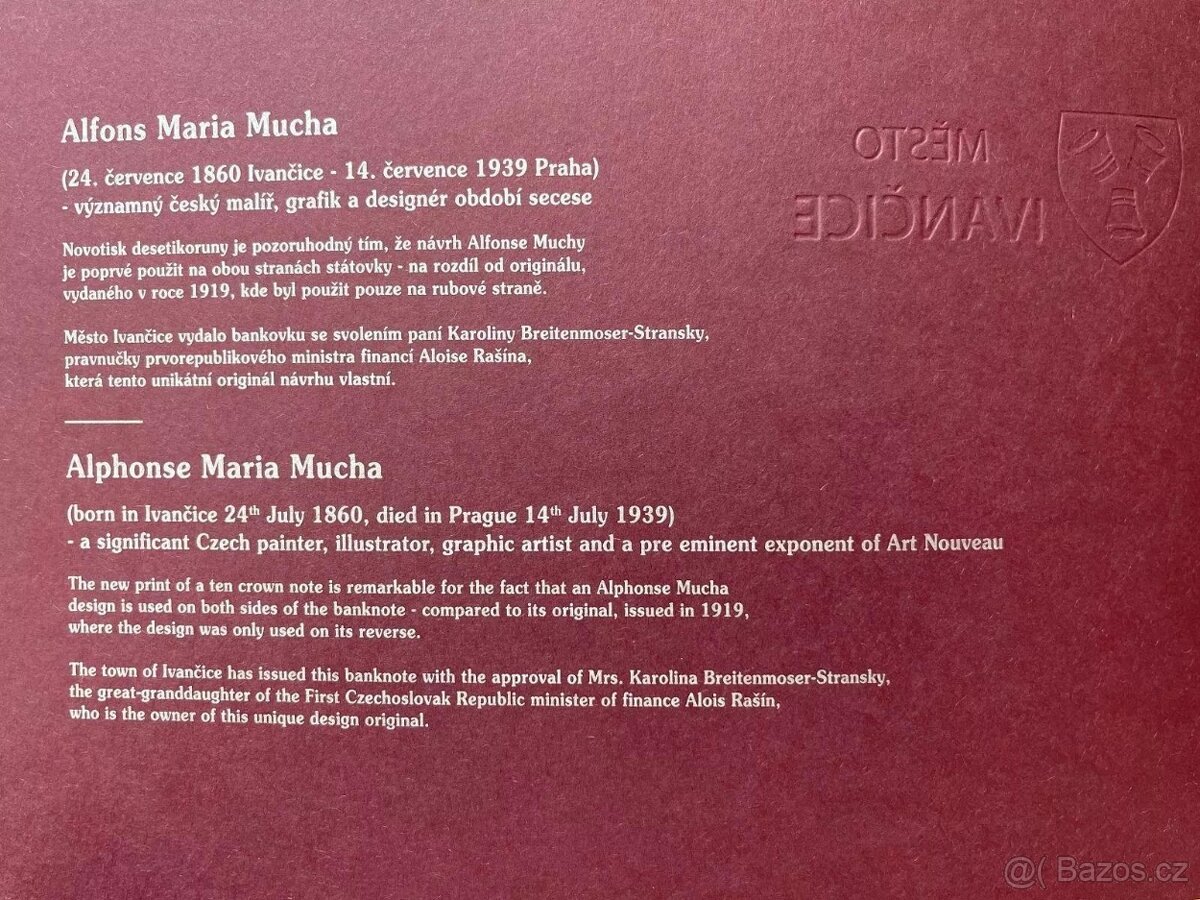 Alfons Maria Mucha
(24. července 1860 Ivančice - 14. července 1939 Praha)
- významný český malíř, grafik a designér období secese
Novotisk desetikoruny je pozoruhodný tím, že návrh Alfonse Muchy
je poprvé použit na obou stranách státovky - na rozdíl od originálu,
vydaného v roce 1919, kde byl použit pouze na rubové straně.
Město Ivančice vydalo bankovku se svolením paní Karoliny Breitenmoser-Stransky,
pravnučky prvorepublikového ministra financí Aloise Rašína,
která tento unikátní originál návrhu vlastní.
Alphonse Maria Mucha
(born in Ivančice 24th July 1860, died in Prague 14th July 1939)
- a significant Czech painter, illustrator, graphic artist and a pre eminent exponent of Art Nouveau
The new print of a ten crown note is remarkable for the fact that an Alphonse Mucha
design is used on both sides of the banknote - compared to its original, issued in 1919,
where the design was only used on its reverse.
The town of Ivančice has issued this banknote with the approval of Mrs. Karolina Breitenmoser-Stransky,
the great-granddaughter of the First Czechoslovak Republic minister of finance Alois Rašín,
who is the owner of this unique design original.
MĚSTO
IVANČICE
@( Bazos.cz